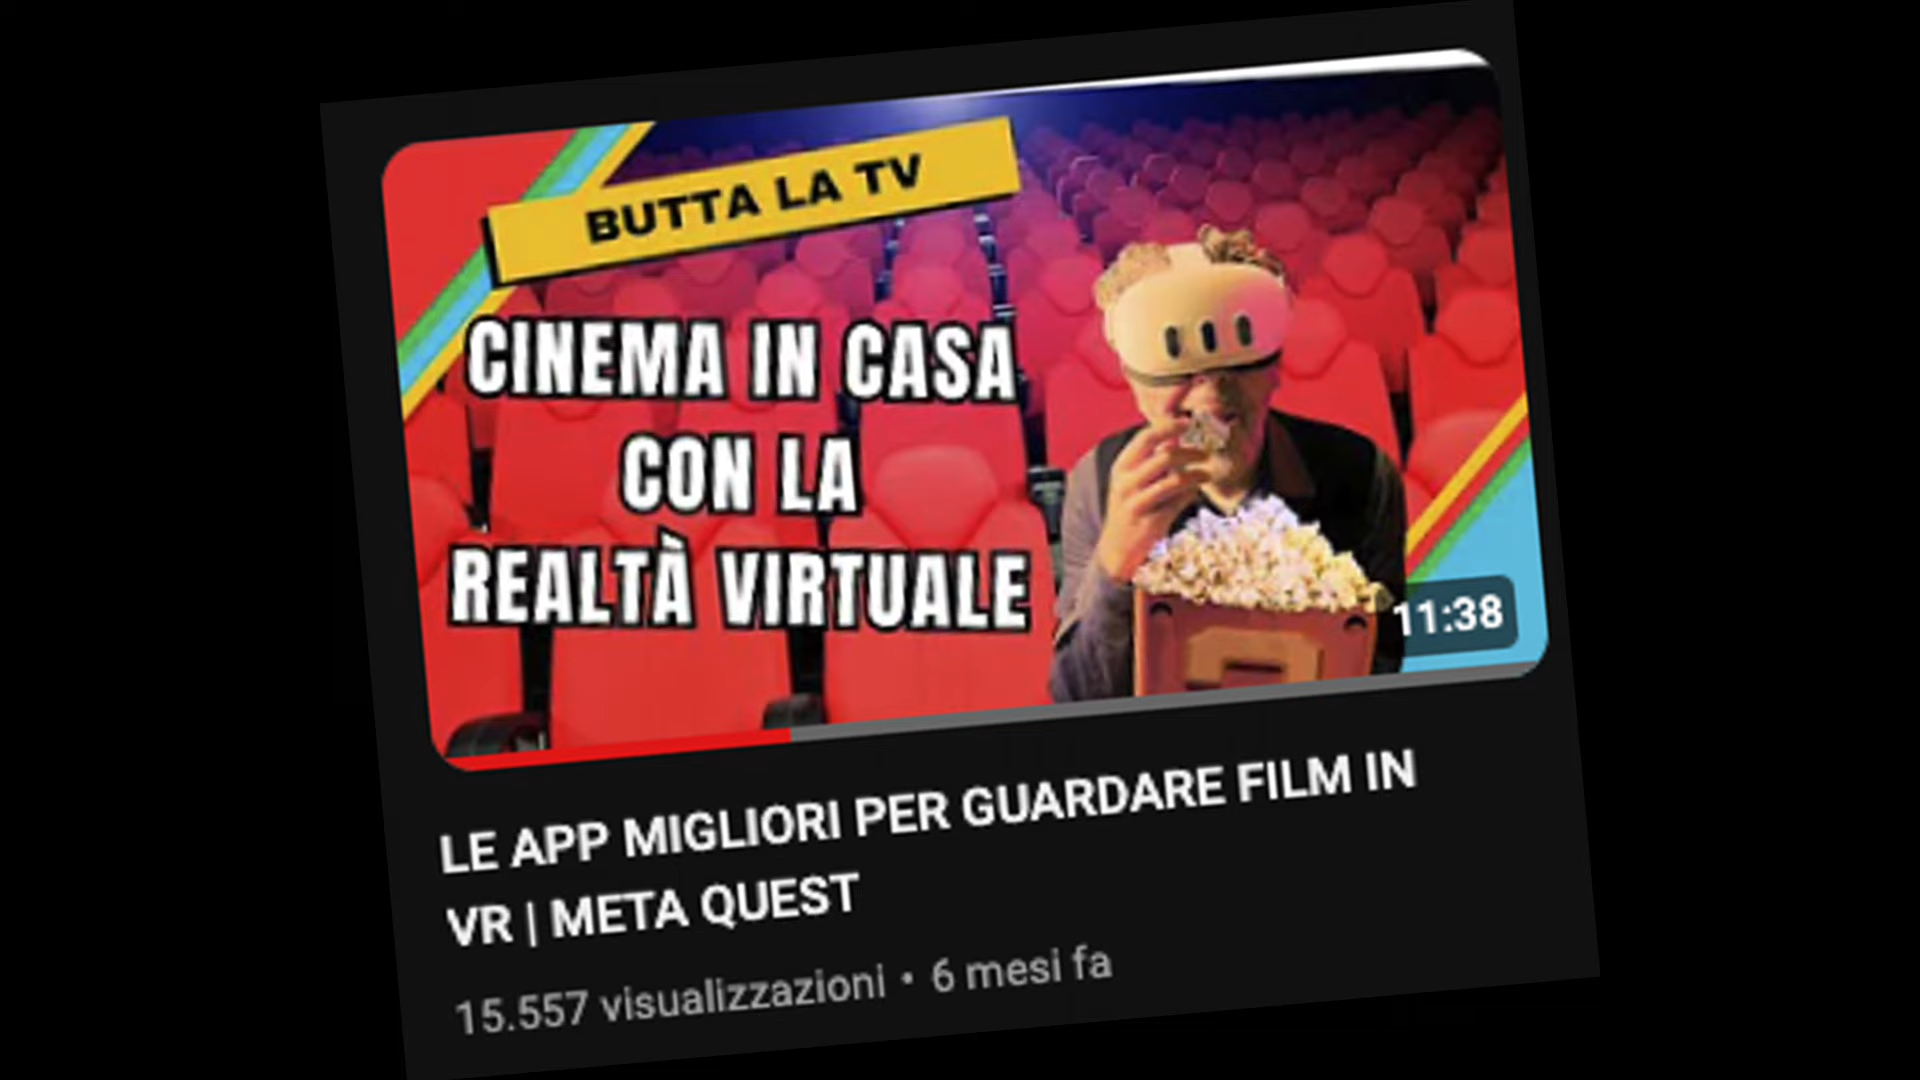 BUTTA LA TV
CINEMA IN CASA
CON LA
REALTÀ VIRTUALE
11:38
LE APP MIGLIORI PER GUARDARE FILM IN
VR | META QUEST
15.557 visualizzazioni • 6 mesi fa